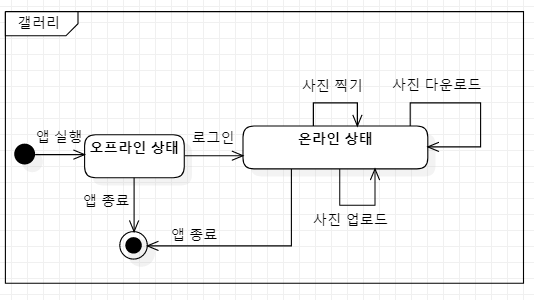 갤러리
사진 찍기
사진 다운로드
앱 실행
오프라인 상태
로그인
온라인 상태
앱 종료
사진 업로드
앱 종료